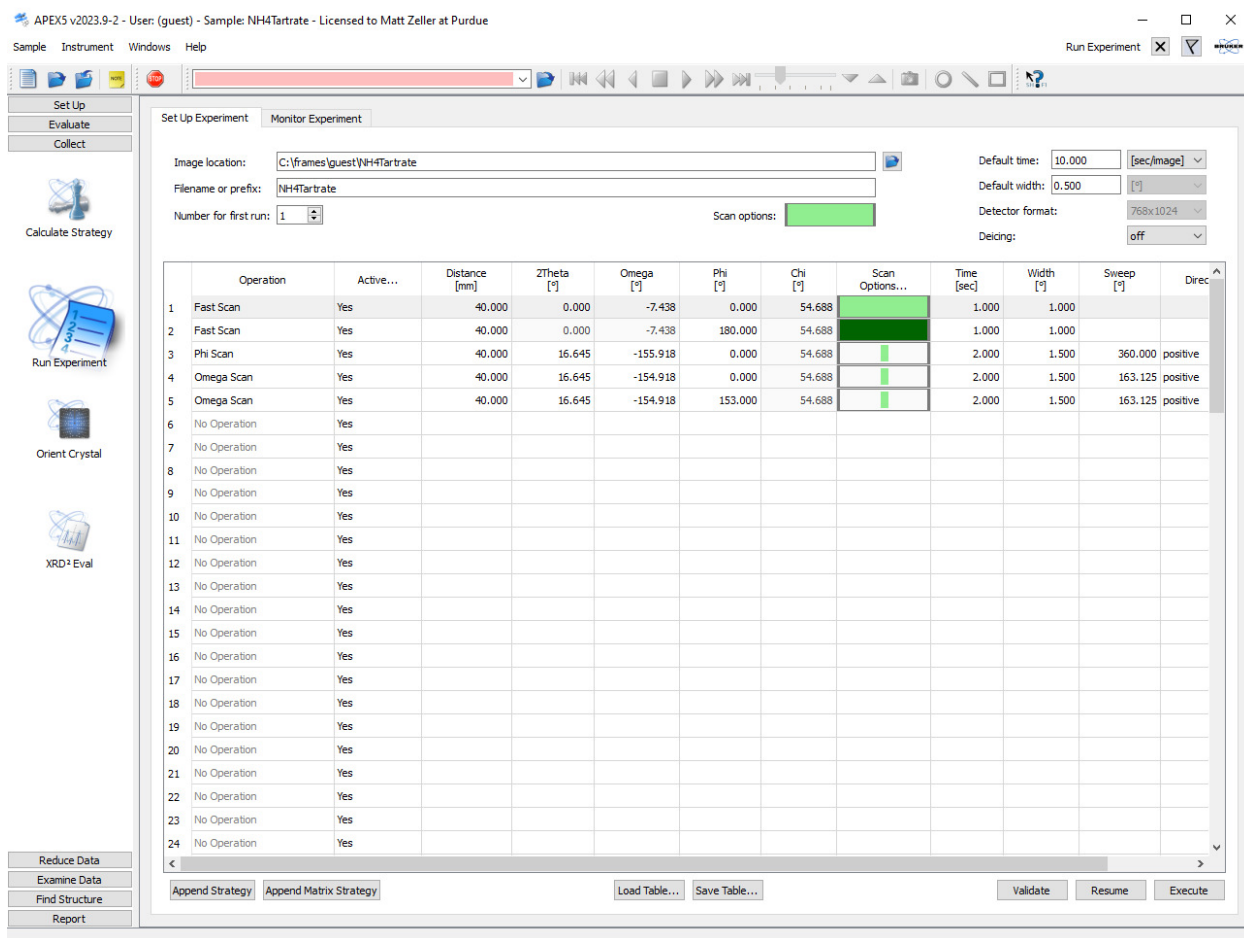 APEX5 v2023.9-2 - User: (guest) - Sample: NH4Tartrate - Licensed to Matt Zeller at Purdue
Sample Instrument Windows Help
Run Experiment
BRUKER
NOTE
STOP
Set Up
Evaluate
Collect
Calculate Strategy
Run Experiment
Orient Crystal
XRD² Eval
Reduce Data
Examine Data
Find Structure
Report
Set Up Experiment Monitor Experiment
Image location: C:\frames\guest\NH4Tartrate
Filename or prefix: NH4Tartrate
Number for first run: 1
Scan options:
Default time: 10.000 [sec/image]
Default width: 0.500 [°]
Detector format: 768x1024
Deicing: off
Operation Active... Distance [mm] 2Theta [°] Omega [°] Phi [°] Chi [°] Scan Options... Time [sec] Width [°] Sweep [°] Direc
1 Fast Scan Yes 40.000 0.000 -7.438 0.000 54.688 1.000 1.000
2 Fast Scan Yes 40.000 0.000 -7.438 180.000 54.688 1.000 1.000
3 Phi Scan Yes 40.000 16.645 -155.918 0.000 54.688 2.000 1.500 360.000 positive
4 Omega Scan Yes 40.000 16.645 -154.918 0.000 54.688 2.000 1.500 163.125 positive
5 Omega Scan Yes 40.000 16.645 -154.918 153.000 54.688 2.000 1.500 163.125 positive
6 No Operation Yes
7 No Operation Yes
8 No Operation Yes
9 No Operation Yes
10 No Operation Yes
11 No Operation Yes
12 No Operation Yes
13 No Operation Yes
14 No Operation Yes
15 No Operation Yes
16 No Operation Yes
17 No Operation Yes
18 No Operation Yes
19 No Operation Yes
20 No Operation Yes
21 No Operation Yes
22 No Operation Yes
23 No Operation Yes
24 No Operation Yes
Append Strategy Append Matrix Strategy Load Table... Save Table... Validate Resume Execute